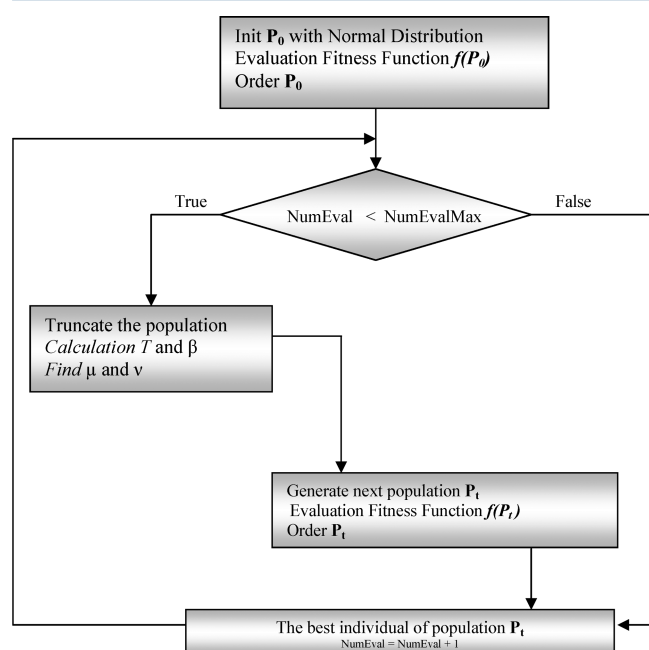 Init P₀ with Normal Distribution
Evaluation Fitness Function f(P₀)
Order P₀
NumEval < NumEvalMax
True
False
Truncate the population
Calculation T and β
Find μ and ν
Generate next population Pₜ
Evaluation Fitness Function f(Pₜ)
Order Pₜ
The best individual of population Pₜ
NumEval = NumEval + 1